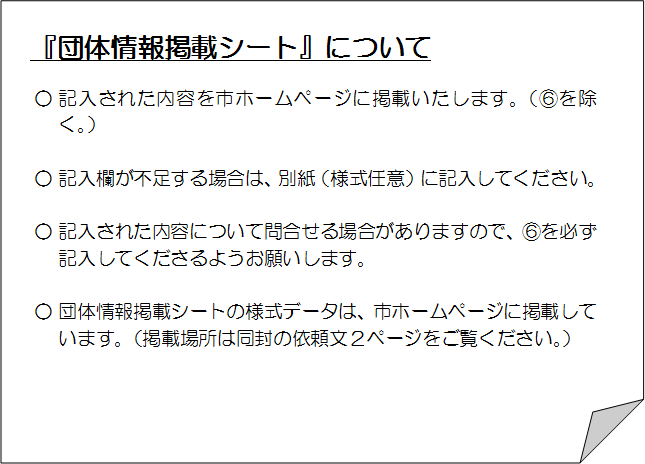 『団体情報掲載シート』について
○ 記入された内容を市ホームページに掲載いたします。（⑥を除
く。）
○ 記入欄が不足する場合は、別紙（様式任意）に記入してください。
○ 記入された内容について問合せる場合がありますので、⑥を必ず
記入してくださるようお願いします。
○ 団体情報掲載シートの様式データは、市ホームページに掲載して
います。（掲載場所は同封の依頼文２ページをご覧ください。）